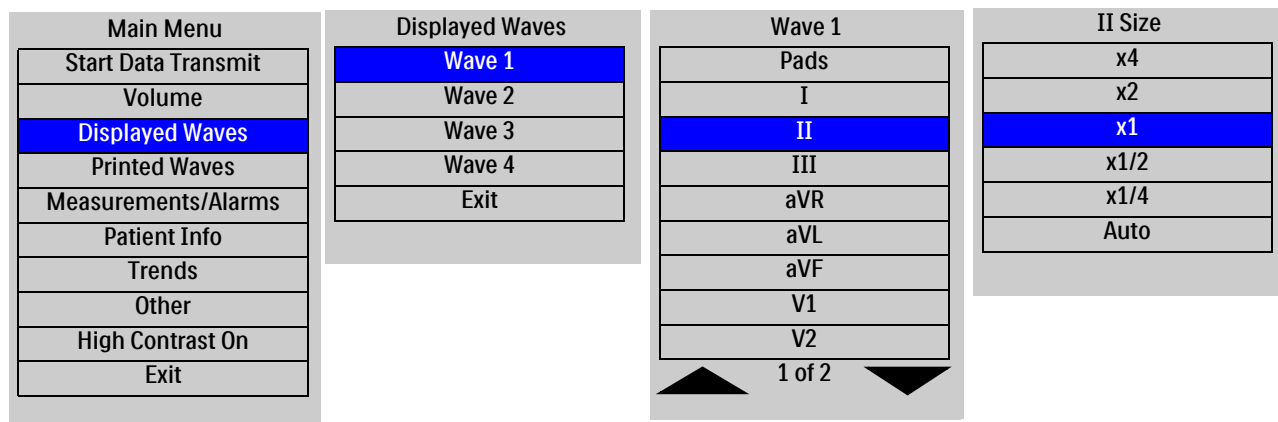 Main Menu
Start Data Transmit
Volume
Displayed Waves
Printed Waves
Measurements/Alarms
Patient Info
Trends
Other
High Contrast On
Exit
Displayed Waves
Wave 1
Wave 2
Wave 3
Wave 4
Exit
Wave 1
Pads
I
II
III
aVR
aVL
aVF
V1
V2
1 of 2
II Size
x4
x2
x1
x1/2
x1/4
Auto